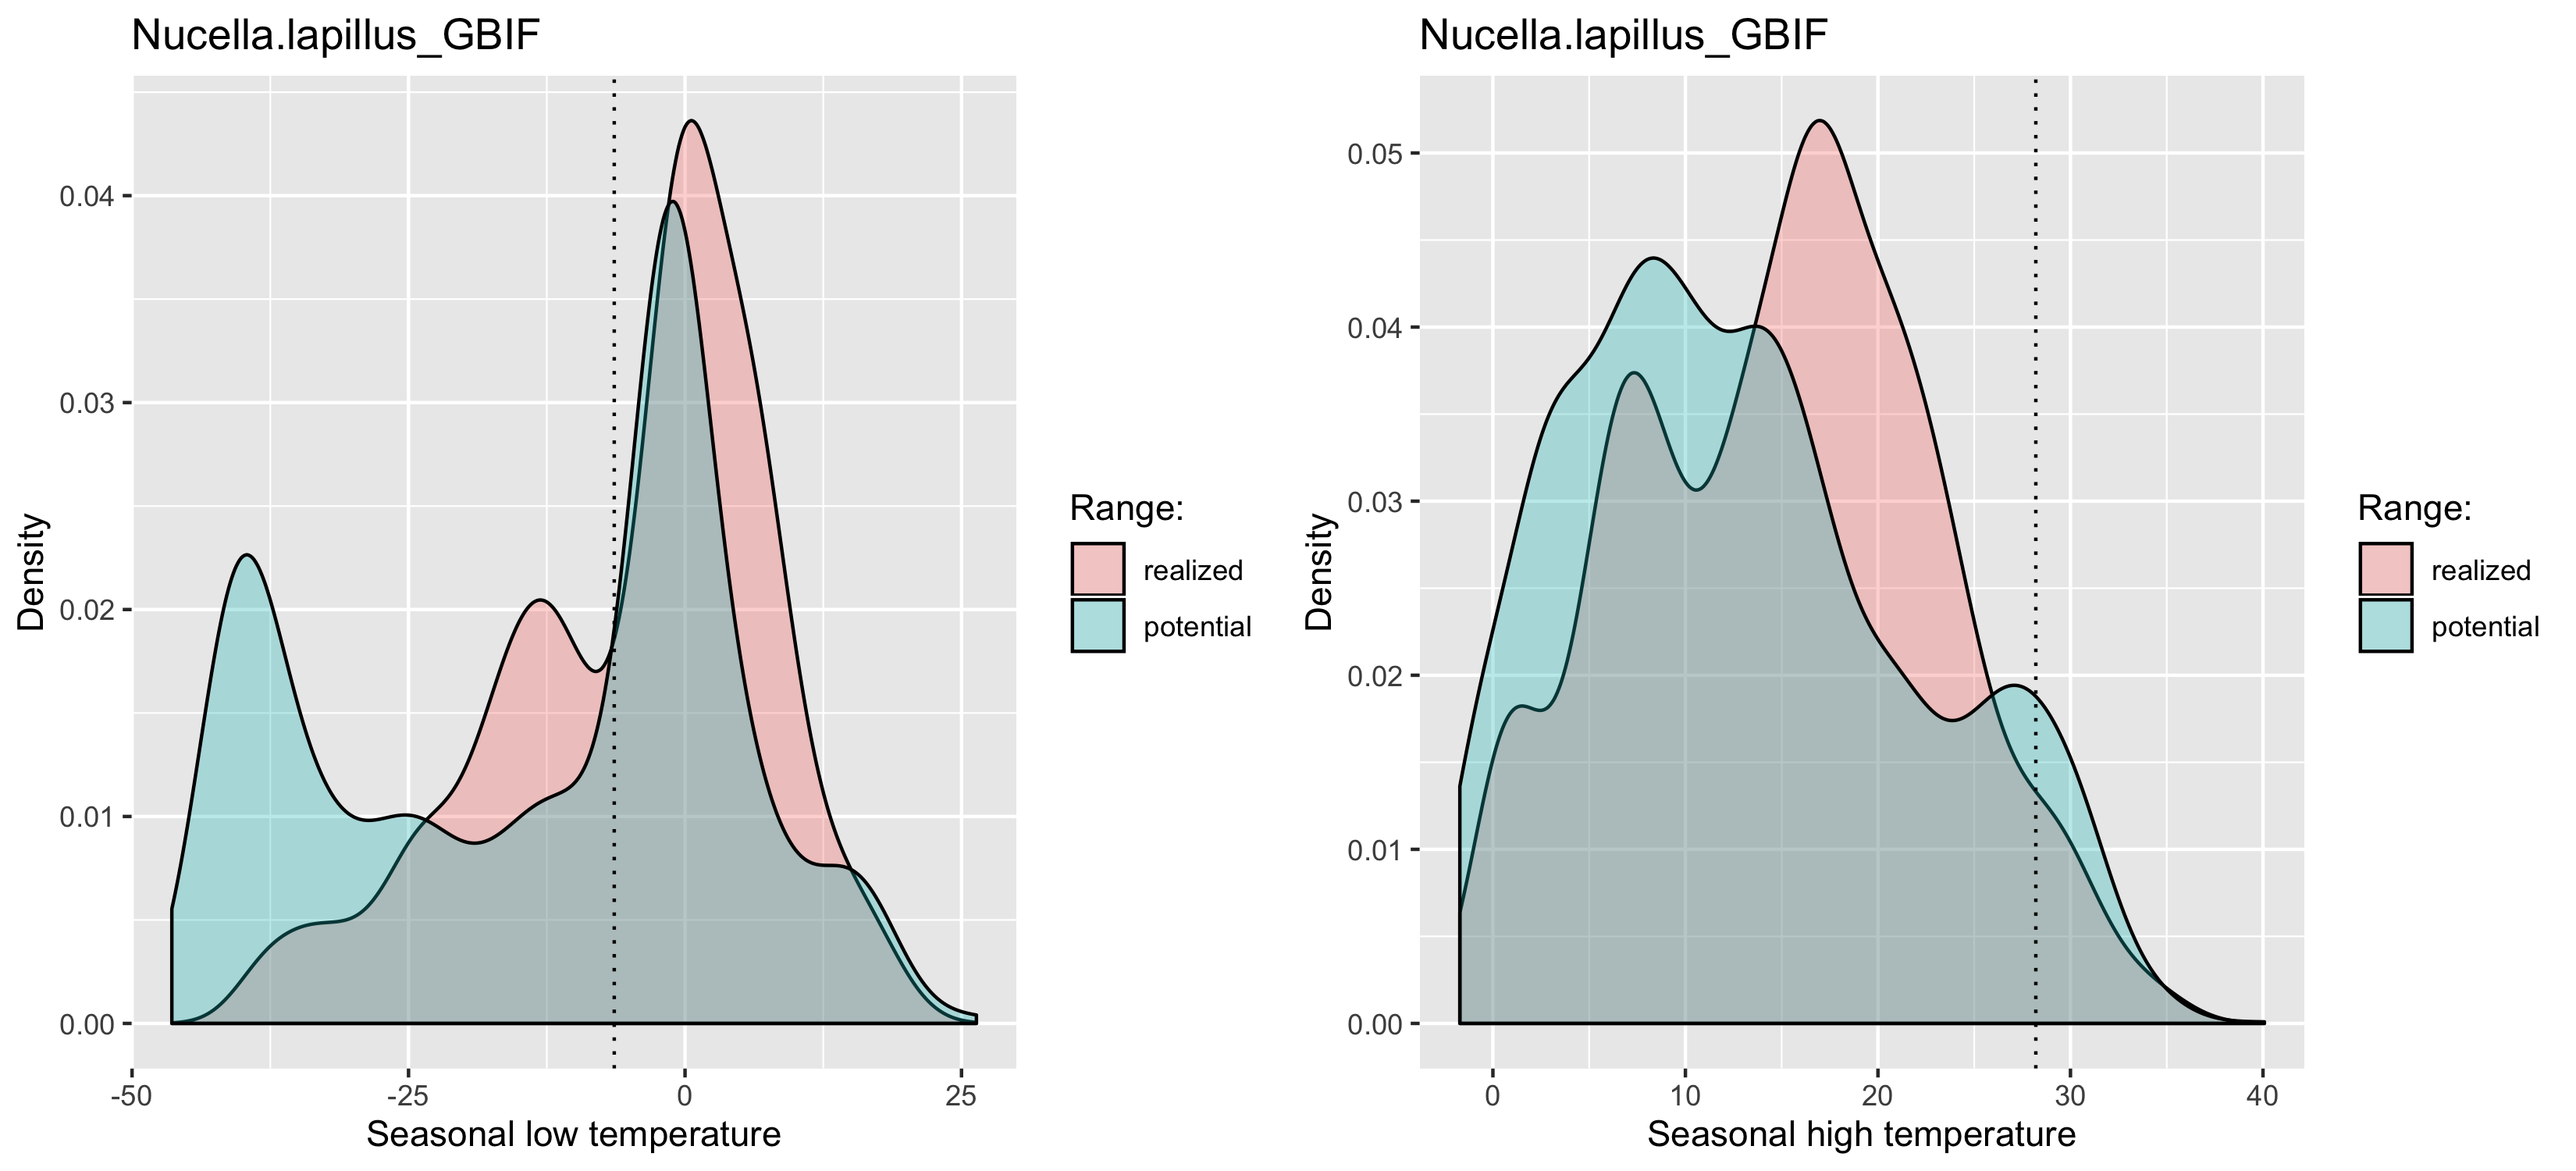 Nucella.lapillus_GBIF
Density
0.04
0.03
0.02
0.01
0.00
-50
-25
0
25
Seasonal low temperature
Range:
realized
potential
Nucella.lapillus_GBIF
Density
0.05
0.04
0.03
0.02
0.01
0.00
0
10
20
30
40
Seasonal high temperature
Range:
realized
potential